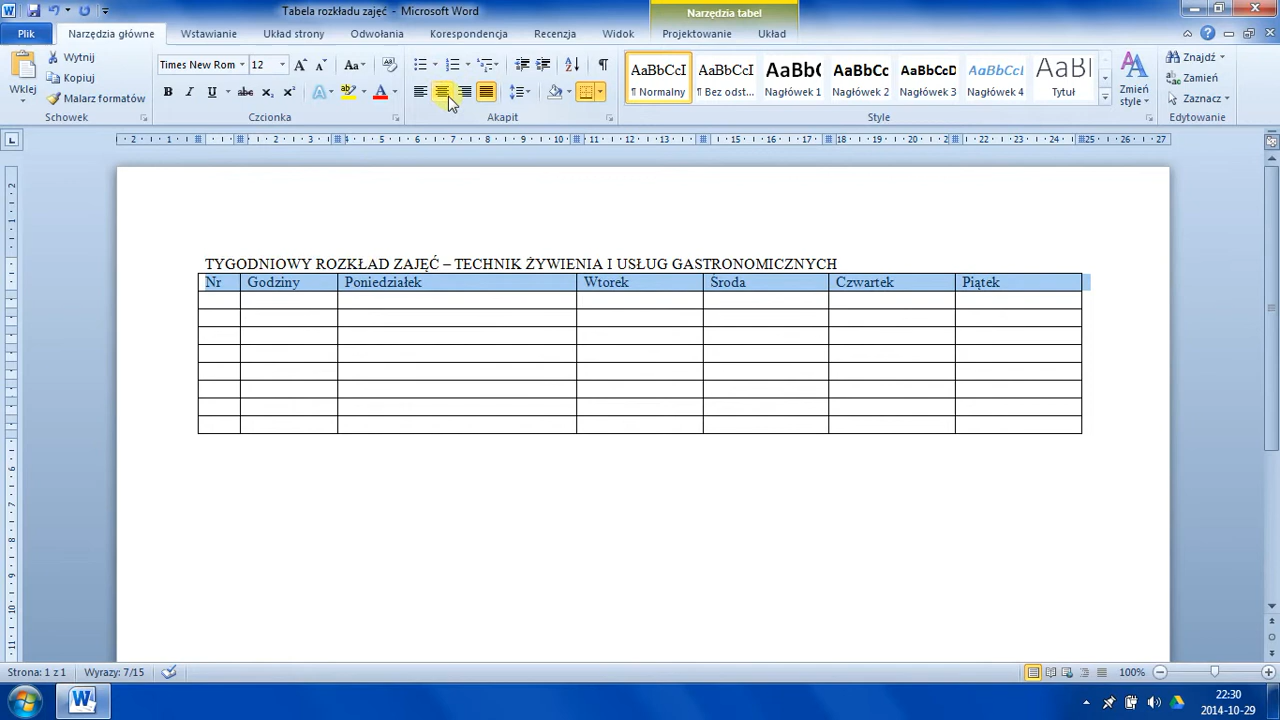 Tabela rozkładu zajęć - Microsoft Word
Narzędzia tabel
Plik Narzędzia główne Wstawianie Układ strony Odwołania Korespondencja Recenzja Widok Projektowanie Układ
Wklej
Wytnij
Kopiuj
Malarz formatów
Schowek
Times New Rom 12
Czcionka
Akapit
AaBbCcI AaBbCcI AaBbC AaBbCc AaBbCc AaBbCcI AaBl
¶ Normalny ¶ Bez odst... Nagłówek 1 Nagłówek 2 Nagłówek 3 Nagłówek 4 Tytuł
Zmień style
Style
Znajdź
Zamień
Zaznacz
Edytowanie
TYGODNIOWY ROZKŁAD ZAJĘĆ – TECHNIK ŻYWIENIA I USŁUG GASTRONOMICZNYCH
Nr Godziny Poniedziałek Wtorek Środa Czwartek Piątek
Strona: 1 z 1 Wyrazy: 7/15 100%
22:30
2014-10-29